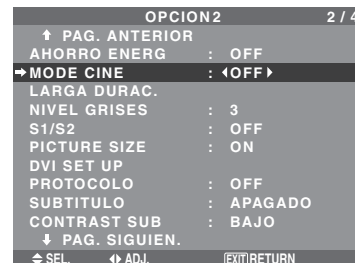 OPCION2 2 / 4
↑ PAG. ANTERIOR
AHORRO ENERG : OFF
→ MODE CINE : ◂OFF▸
LARGA DURAC.
NIVEL GRISES : 3
S1/S2 : OFF
PICTURE SIZE : ON
DVI SET UP
PROTOCOLO : OFF
SUBTITULO : APAGADO
CONTRAST SUB : BAJO
↓ PAG. SIGUIEN.
SEL. ADJ. EXIT RETURN